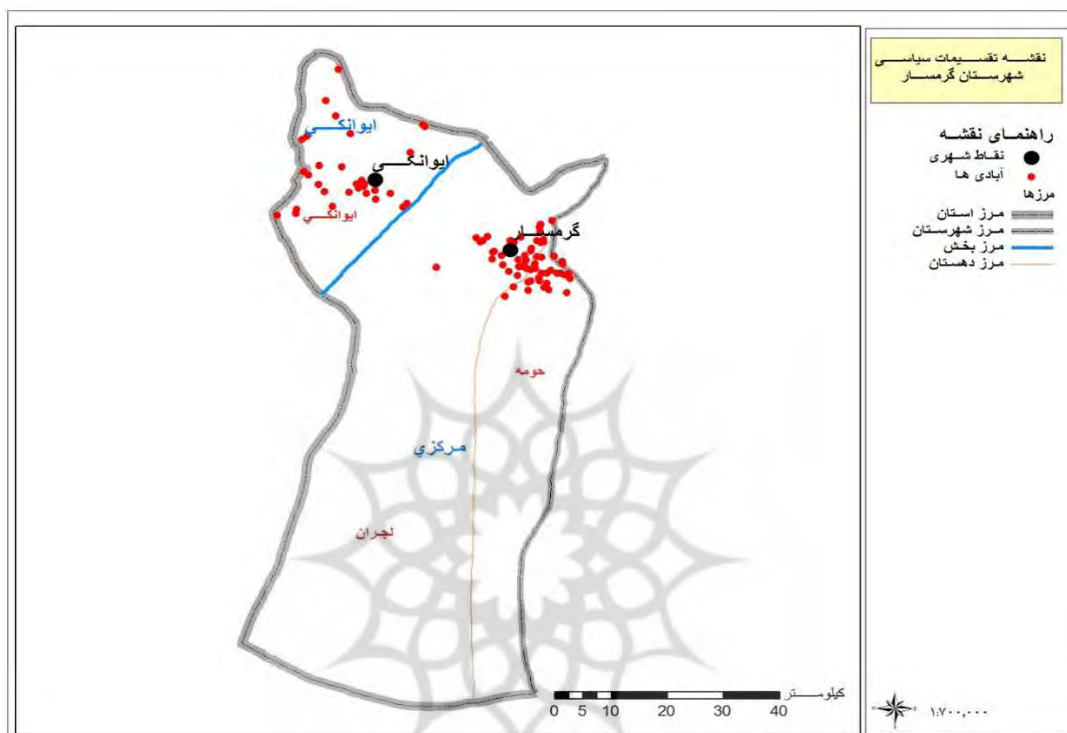 نقشه تقسیمات سیاسی
شهرستان گرمسار
راهنمای نقشه
نقاط شهری
آبادی ها
مرزها
مرز استان
مرز شهرستان
مرز بخش
مرز دهستان
ایوانکی
ایوانکی
ایوانکی
گرمسار
حومه
مرکزي
لجران
کیلومتر
0 5 10 20 30 40
۱:۷۰۰,۰۰۰